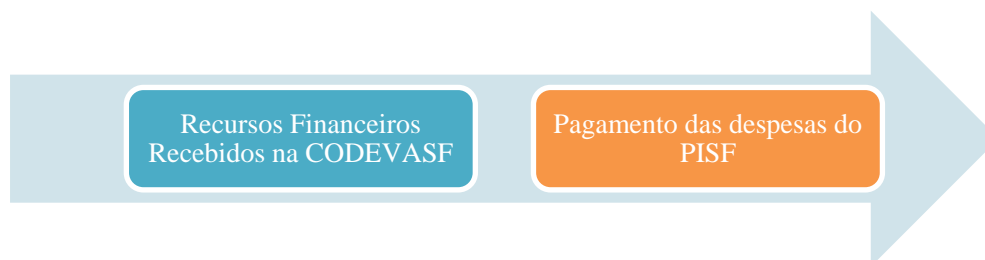 Recursos Financeiros
Recebidos na CODEVASF
Pagamento das despesas do
PISF